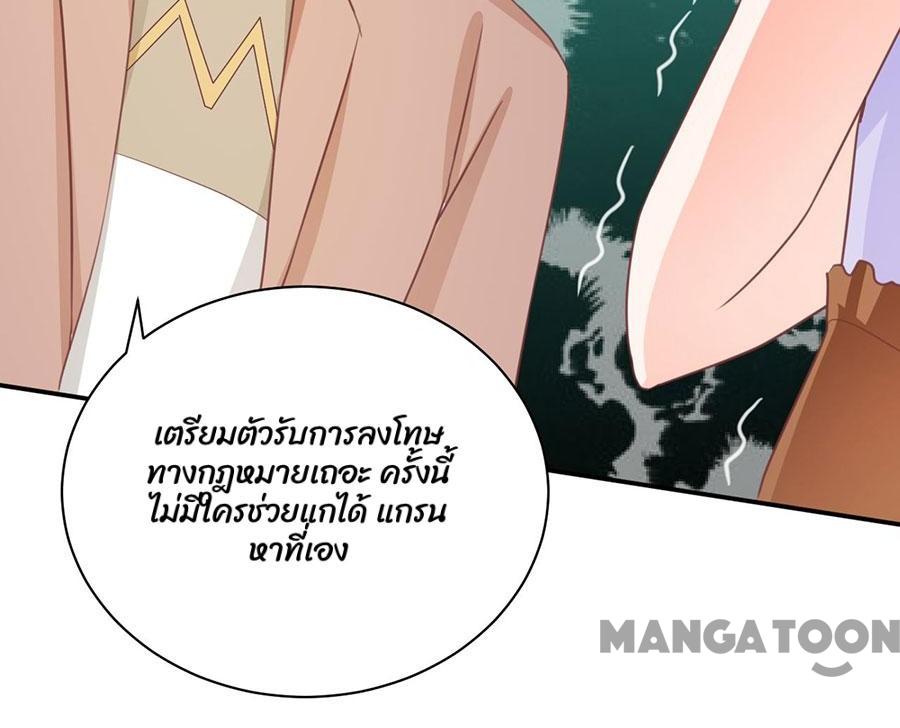 เตรียมตัวรับการลงโทษ
ทางกฎหมายเถอะ ครั้งนี้
ไม่มีใครช่วยแกได้ แกรน
หาที่เอง
MANGATOON